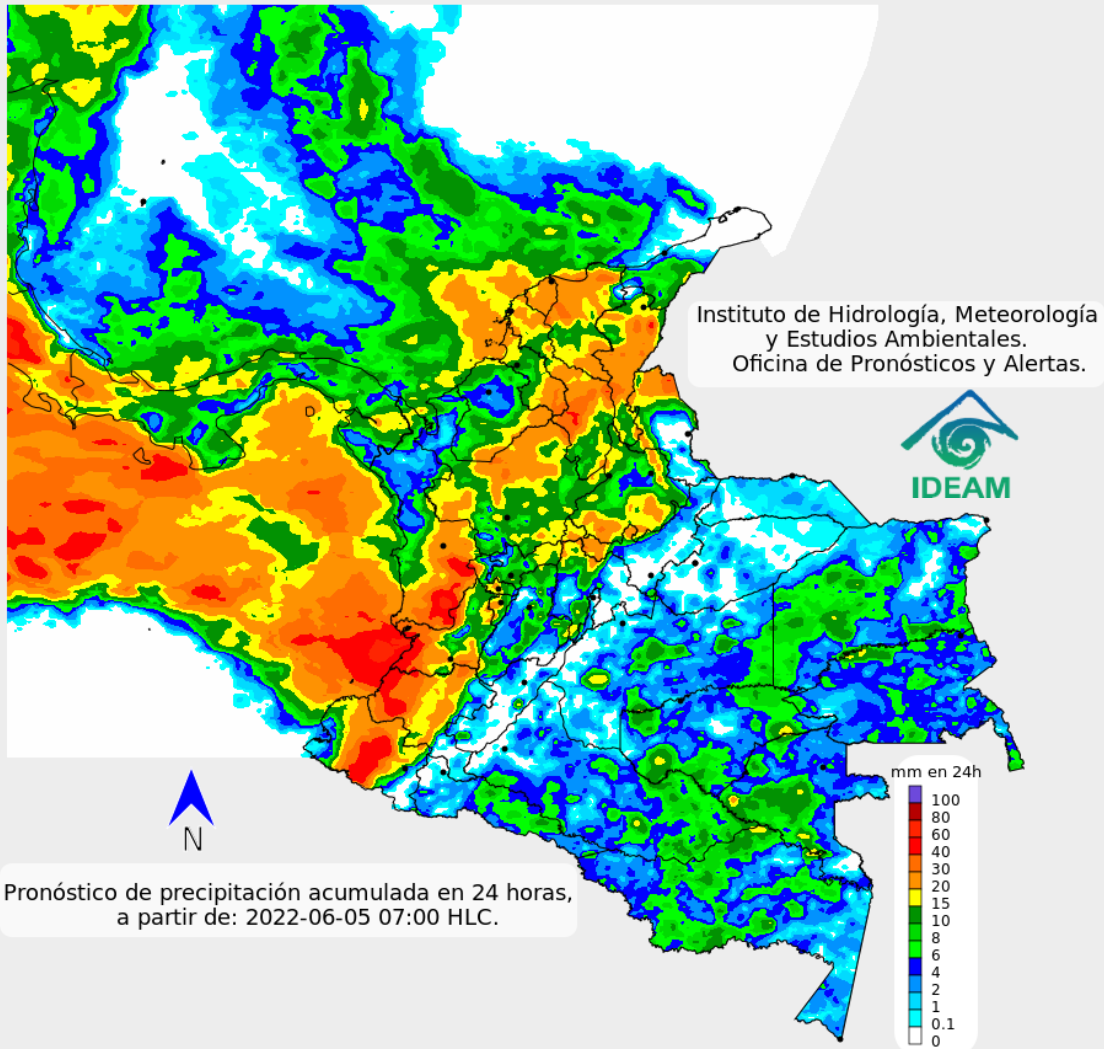 Instituto de Hidrología, Meteorología
y Estudios Ambientales.
Oficina de Pronósticos y Alertas.
IDEAM
N
mm en 24h
100
80
60
40
30
20
15
10
8
6
4
2
1
0.1
0
Pronóstico de precipitación acumulada en 24 horas,
a partir de: 2022-06-05 07:00 HLC.